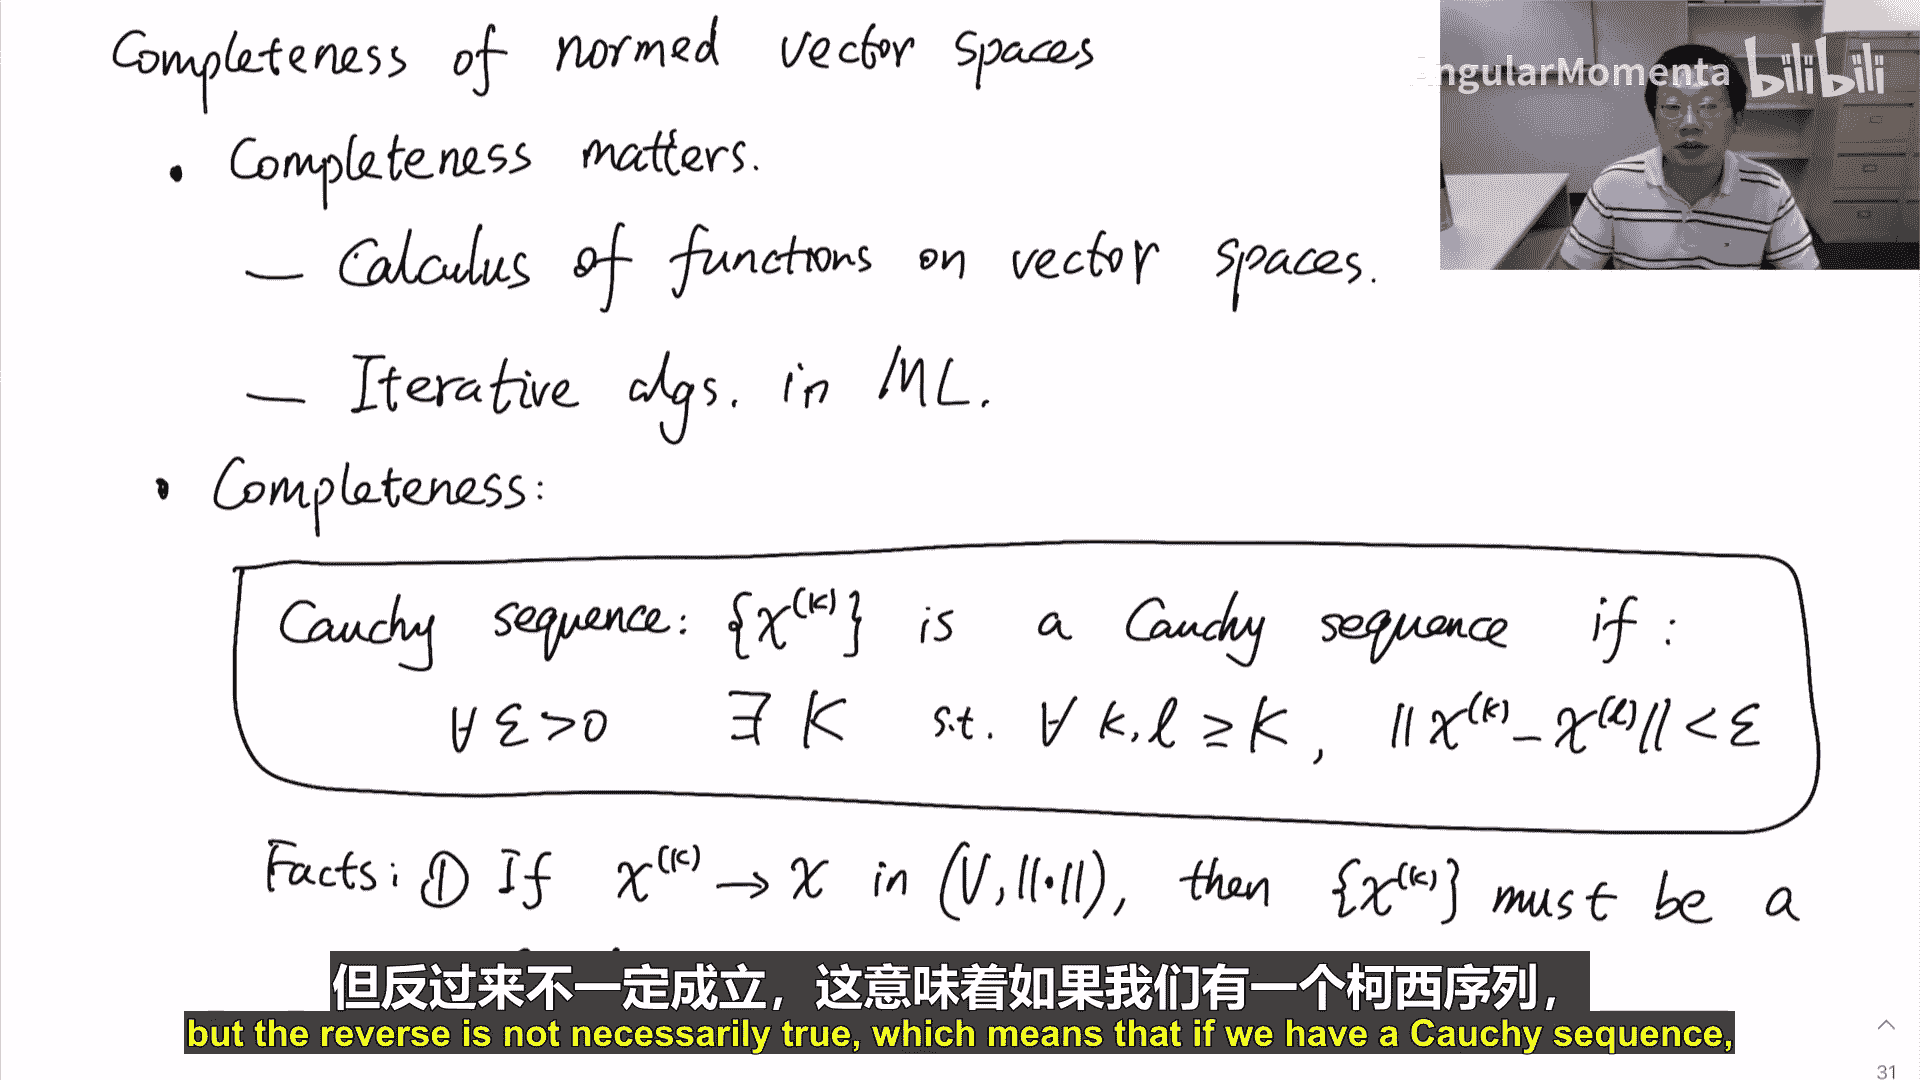 Completeness of normed vector spaces
AngularMomenta bilibili
• Completeness matters.
— Calculus of functions on vector spaces.
— Iterative algs. in ML.
• Completeness:
Cauchy sequence: {x^(k)} is a Cauchy sequence if:
∀ ε>0 ∃ K s.t. ∀ k, l ≥ K, ||x^(k) - x^(l)|| < ε
Facts: ① If x^(k) → x in (V, ||·||), then {x^(k)} must be a
但反过来不一定成立，这意味着如果我们有一个柯西序列，
but the reverse is not necessarily true, which means that if we have a Cauchy sequence,
31